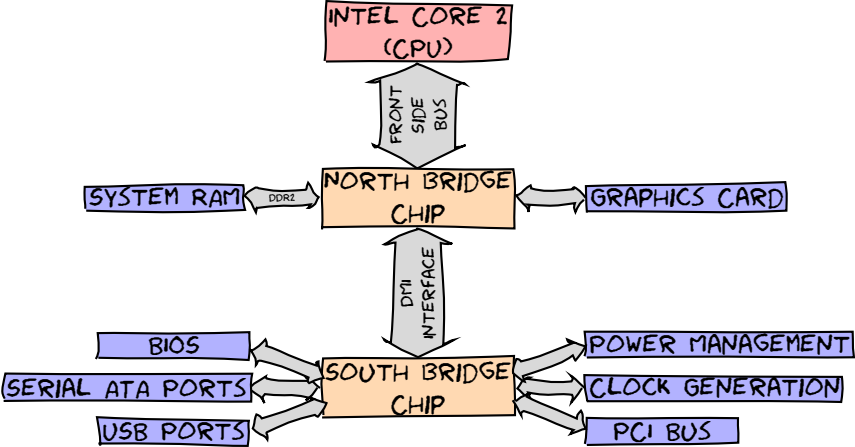 INTEL CORE 2
(CPU)
FRONT
SIDE
BUS
SYSTEM RAM
DDR2
NORTH BRIDGE
CHIP
GRAPHICS CARD
DMI
INTERFACE
BIOS
SERIAL ATA PORTS
USB PORTS
SOUTH BRIDGE
CHIP
POWER MANAGEMENT
CLOCK GENERATION
PCI BUS